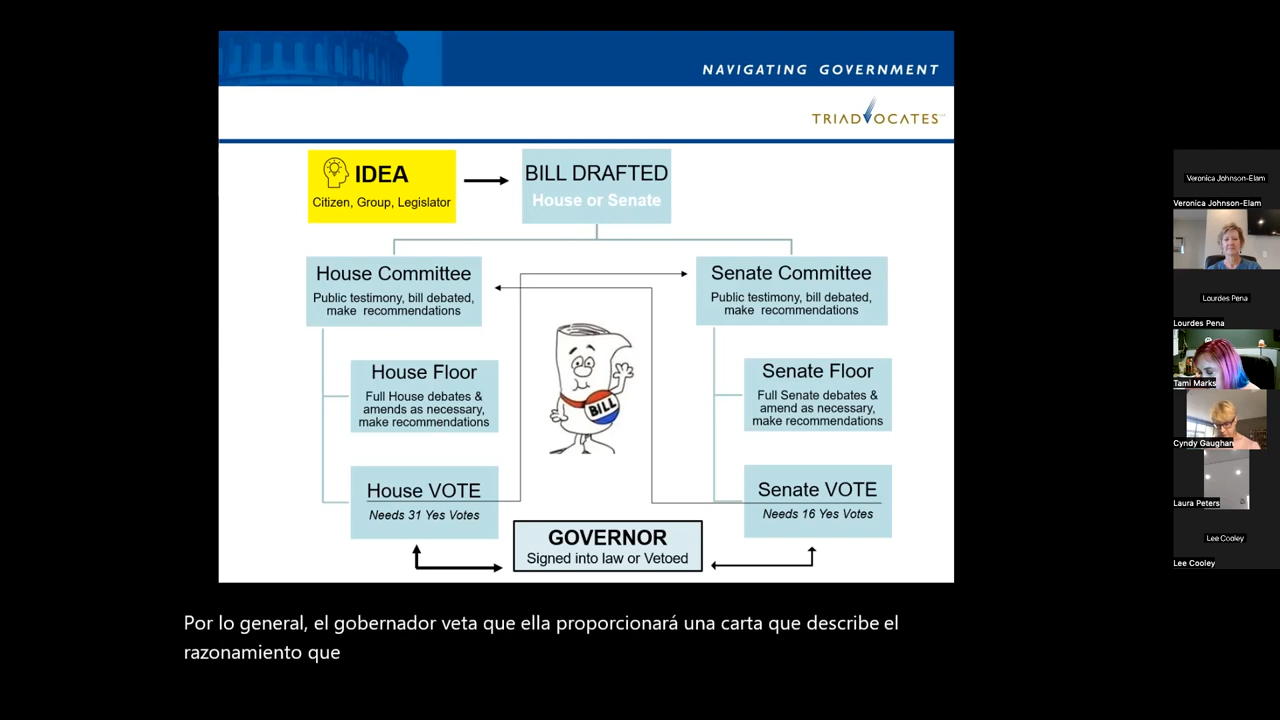 NAVIGATING GOVERNMENT
TRIADVOCATES
IDEA
Citizen, Group, Legislator
BILL DRAFTED
House or Senate
House Committee
Public testimony, bill debated,
make recommendations
Senate Committee
Public testimony, bill debated,
make recommendations
House Floor
Full House debates &
amends as necessary,
make recommendations
BILL
Senate Floor
Full Senate debates &
amend as necessary,
make recommendations
House VOTE
Needs 31 Yes Votes
Senate VOTE
Needs 16 Yes Votes
GOVERNOR
Signed into law or Vetoed
Por lo general, el gobernador veta que ella proporcionará una carta que describe el
razonamiento que
Veronica Johnson-Elam
Veronica Johnson-Elam
Lourdes Pena
Lourdes Pena
Tami Marks
Cyndy Gaughan
Laura Peters
Lee Cooley
Lee Cooley